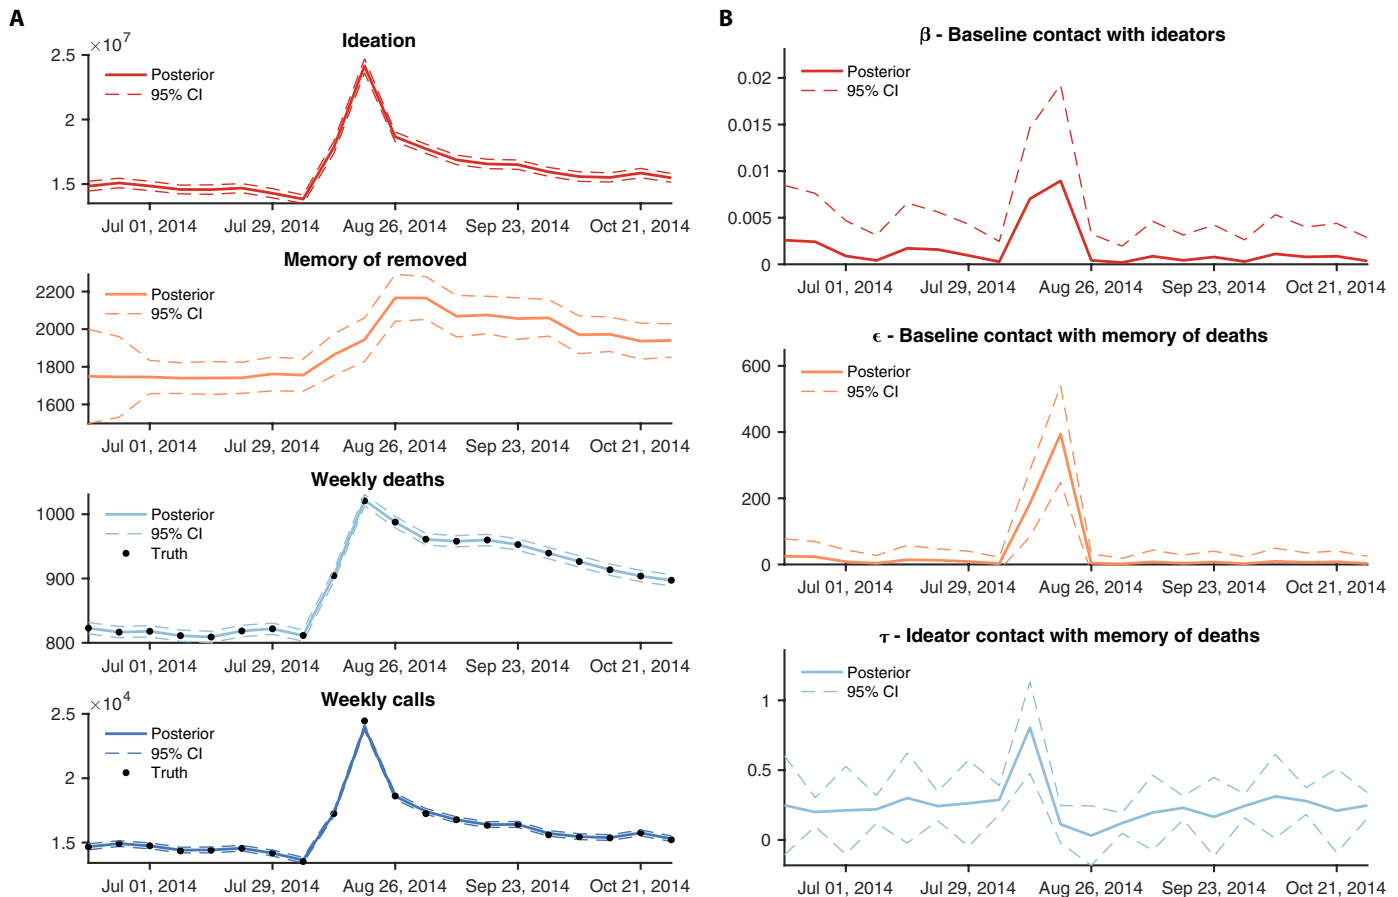 A
Ideation
×10⁷
2.5
2
1.5
Posterior
95% CI
Jul 01, 2014 Jul 29, 2014 Aug 26, 2014 Sep 23, 2014 Oct 21, 2014
Memory of removed
2200
2000
1800
1600
Posterior
95% CI
Jul 01, 2014 Jul 29, 2014 Aug 26, 2014 Sep 23, 2014 Oct 21, 2014
Weekly deaths
1000
900
800
Posterior
95% CI
Truth
Jul 01, 2014 Jul 29, 2014 Aug 26, 2014 Sep 23, 2014 Oct 21, 2014
Weekly calls
×10⁴
2.5
2
1.5
Posterior
95% CI
Truth
Jul 01, 2014 Jul 29, 2014 Aug 26, 2014 Sep 23, 2014 Oct 21, 2014
B
β - Baseline contact with ideators
0.02
0.015
0.01
0.005
0
Posterior
95% CI
Jul 01, 2014 Jul 29, 2014 Aug 26, 2014 Sep 23, 2014 Oct 21, 2014
ϵ - Baseline contact with memory of deaths
600
400
200
0
Posterior
95% CI
Jul 01, 2014 Jul 29, 2014 Aug 26, 2014 Sep 23, 2014 Oct 21, 2014
τ - Ideator contact with memory of deaths
1
0.5
0
Posterior
95% CI
Jul 01, 2014 Jul 29, 2014 Aug 26, 2014 Sep 23, 2014 Oct 21, 2014